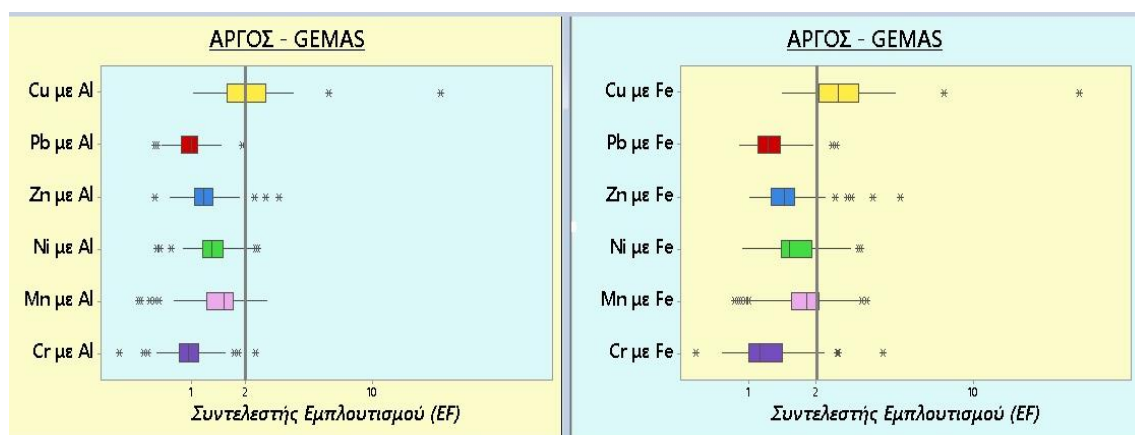 ΑΡΓΟΣ - GEMAS
Cu με Al
Pb με Al
Zn με Al
Ni με Al
Mn με Al
Cr με Al
1 2 10
Συντελεστής Εμπλουτισμού (EF)
ΑΡΓΟΣ - GEMAS
Cu με Fe
Pb με Fe
Zn με Fe
Ni με Fe
Mn με Fe
Cr με Fe
1 2 10
Συντελεστής Εμπλουτισμού (EF)